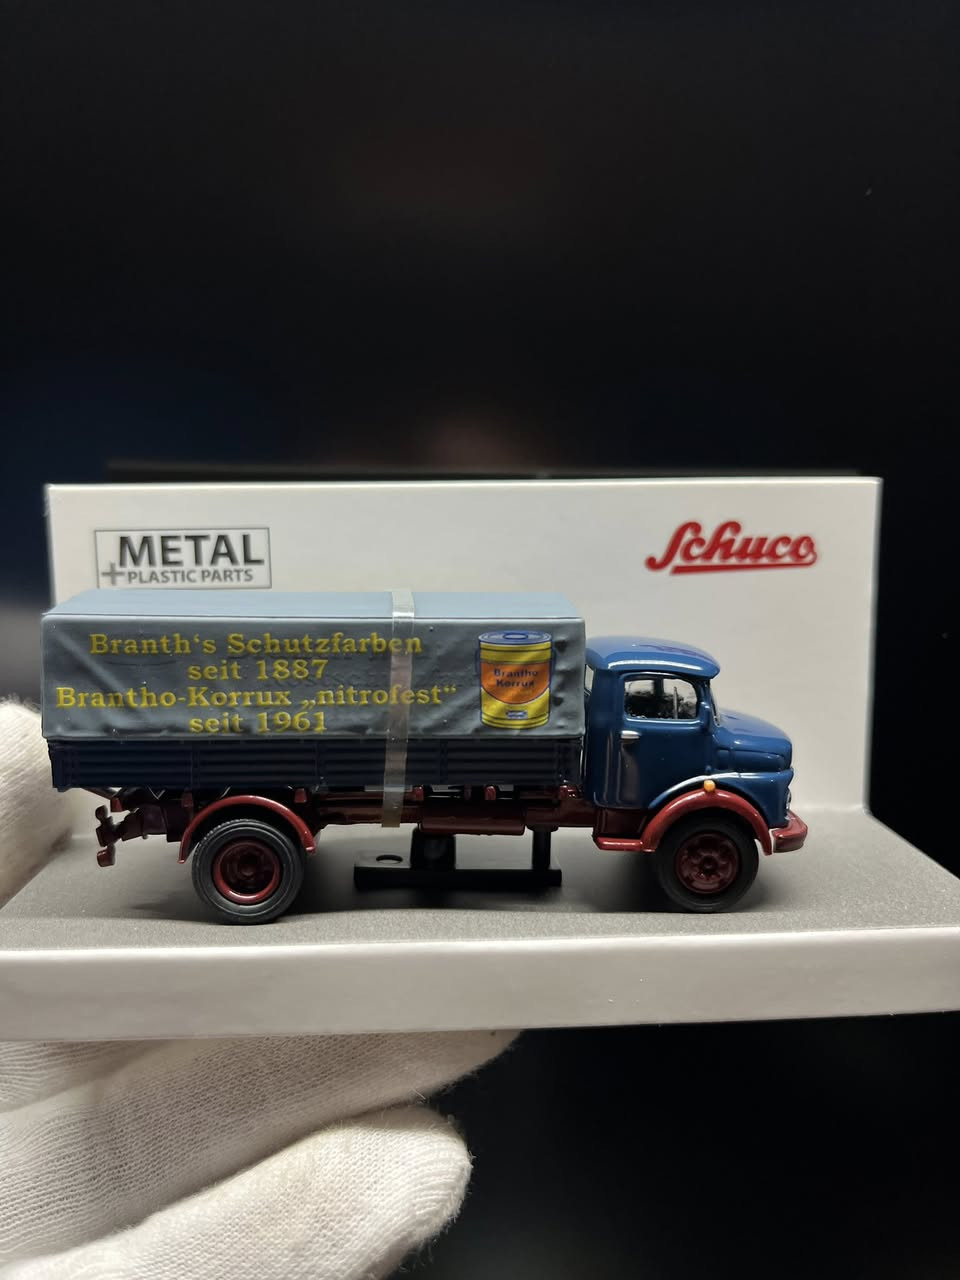 METAL
+PLASTIC PARTS
Schuco
Branth's Schutzfarben
seit 1887
Brantho-Korrux „nitrofest“
seit 1961
Brantho
Korrux